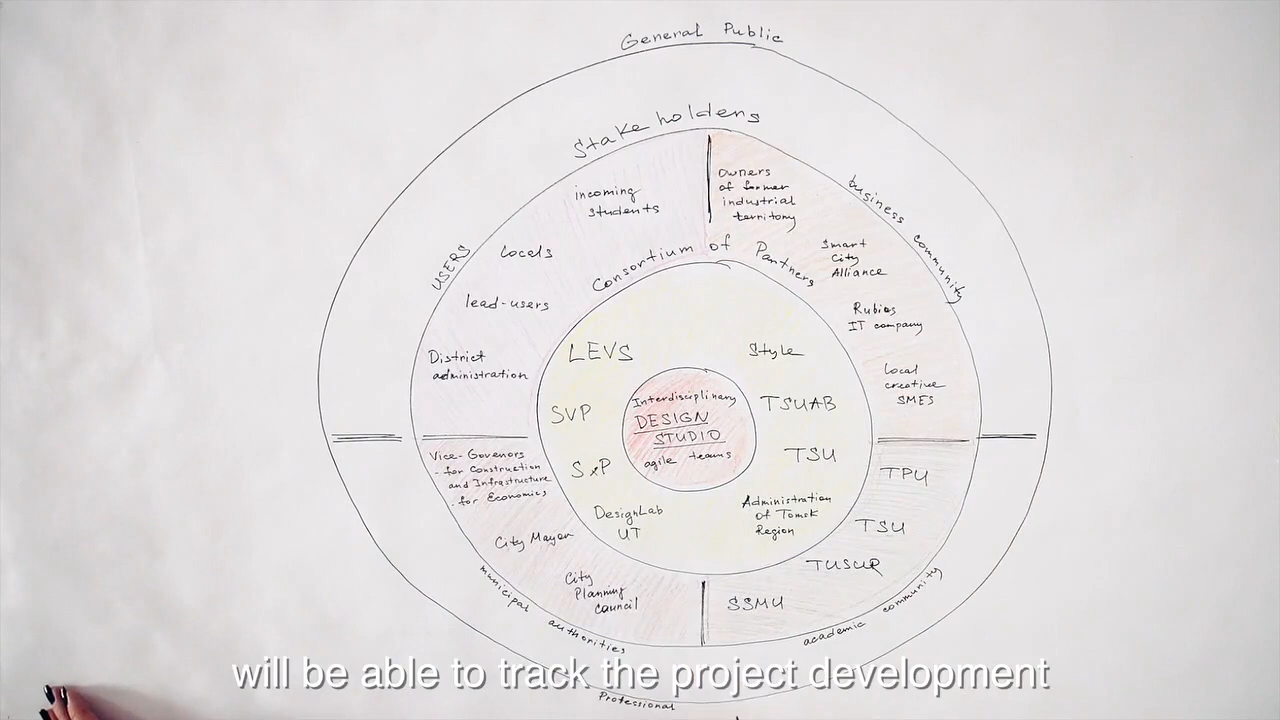 General Public
Stakeholders
incoming
students
Owners
of former
industrial
territory
business community
USERS
Locals
lead-users
District
administration
Consortium of Partners
Smart
City
Alliance
Rubius
IT company
Local
creative
SMES
LEVS
Style
SVP
TSUAB
Interdisciplinary
DESIGN
STUDIO
agile teams
SxP
TSU
DesignLab
UT
Administration
of Tomsk
Region
Vice-Govenors
- for Construction
and Infrastructure
- for Economics
City Mayor
City
Planning
Council
municipal authorities
TPU
TSU
TUSUR
SSMU
academic community
will be able to track the project development
Professional